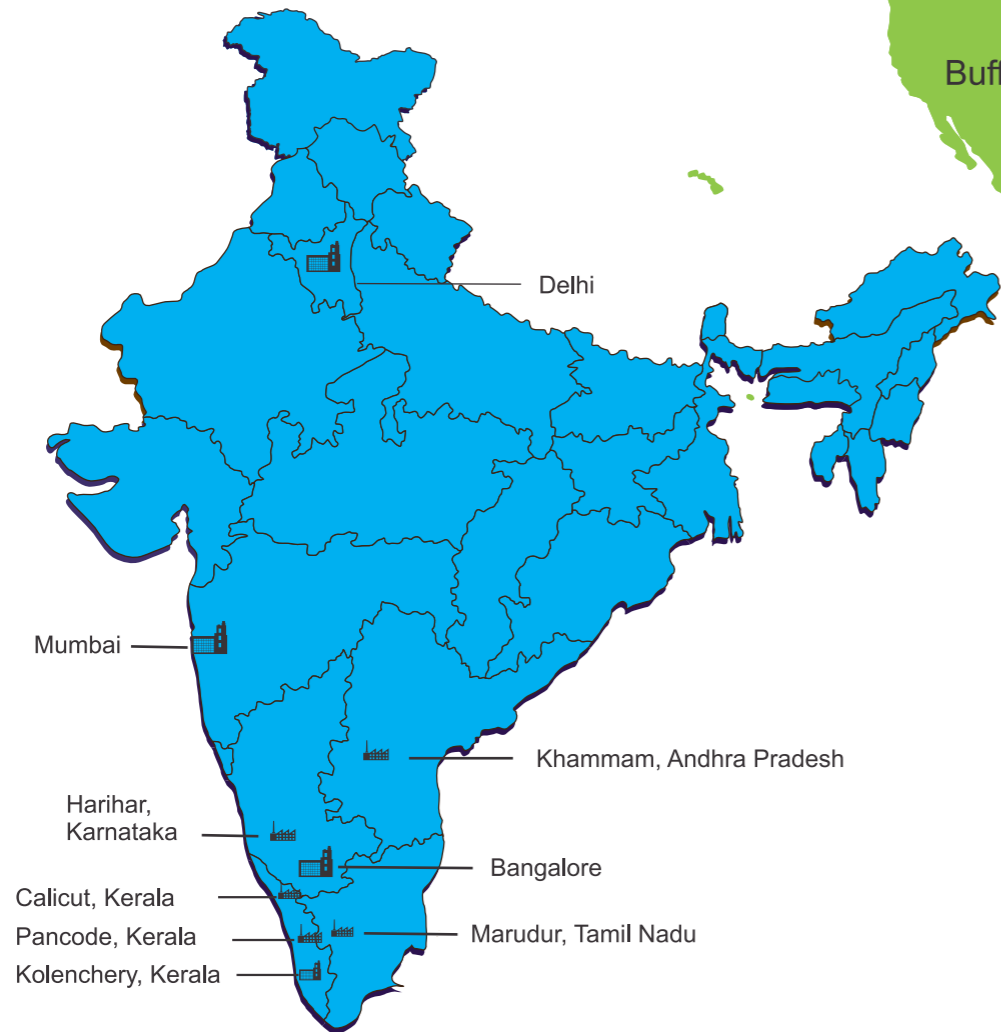 Buff
Delhi
Mumbai
Khammam, Andhra Pradesh
Harihar,
Karnataka
Bangalore
Calicut, Kerala
Pancode, Kerala
Marudur, Tamil Nadu
Kolenchery, Kerala